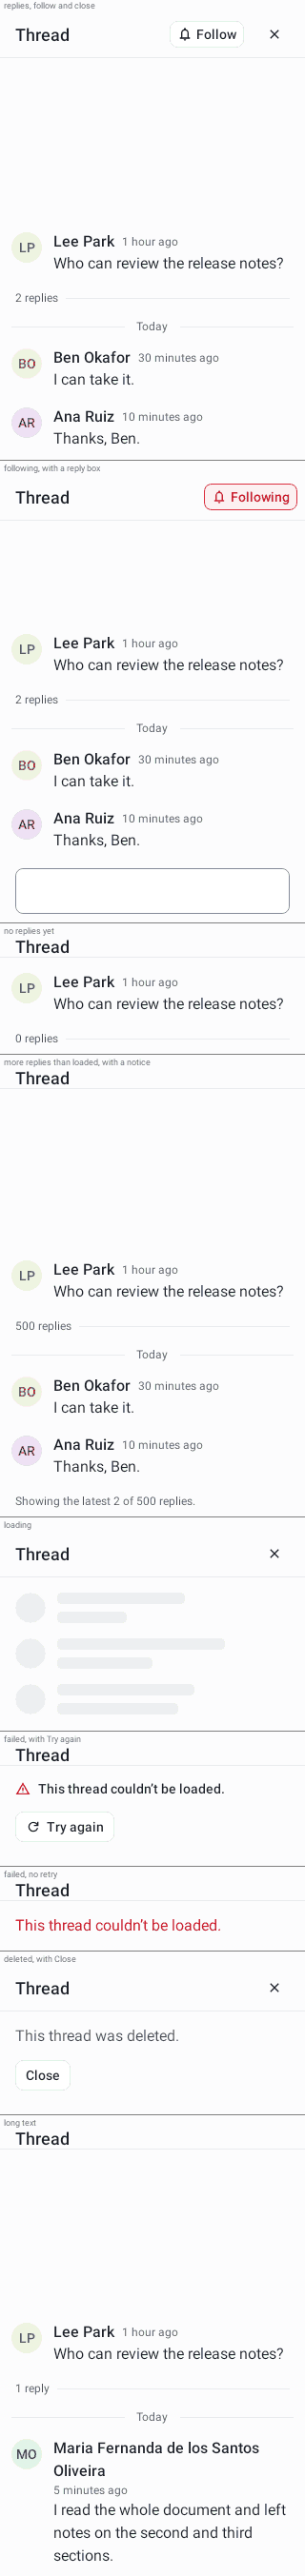 replies, follow and close
Thread
Follow
LP
Lee Park 1 hour ago
Who can review the release notes?
2 replies
Today
BO
Ben Okafor 30 minutes ago
I can take it.
AR
Ana Ruiz 10 minutes ago
Thanks, Ben.
following, with a reply box
Thread
Following
LP
Lee Park 1 hour ago
Who can review the release notes?
2 replies
Today
BO
Ben Okafor 30 minutes ago
I can take it.
AR
Ana Ruiz 10 minutes ago
Thanks, Ben.
no replies yet
Thread
LP
Lee Park 1 hour ago
Who can review the release notes?
0 replies
more replies than loaded, with a notice
Thread
LP
Lee Park 1 hour ago
Who can review the release notes?
500 replies
Today
BO
Ben Okafor 30 minutes ago
I can take it.
AR
Ana Ruiz 10 minutes ago
Thanks, Ben.
Showing the latest 2 of 500 replies.
loading
Thread
failed, with Try again
Thread
This thread couldn’t be loaded.
Try again
failed, no retry
Thread
This thread couldn’t be loaded.
deleted, with Close
Thread
This thread was deleted.
Close
long text
Thread
LP
Lee Park 1 hour ago
Who can review the release notes?
1 reply
Today
MO
Maria Fernanda de los Santos
Oliveira
5 minutes ago
I read the whole document and left
notes on the second and third
sections.